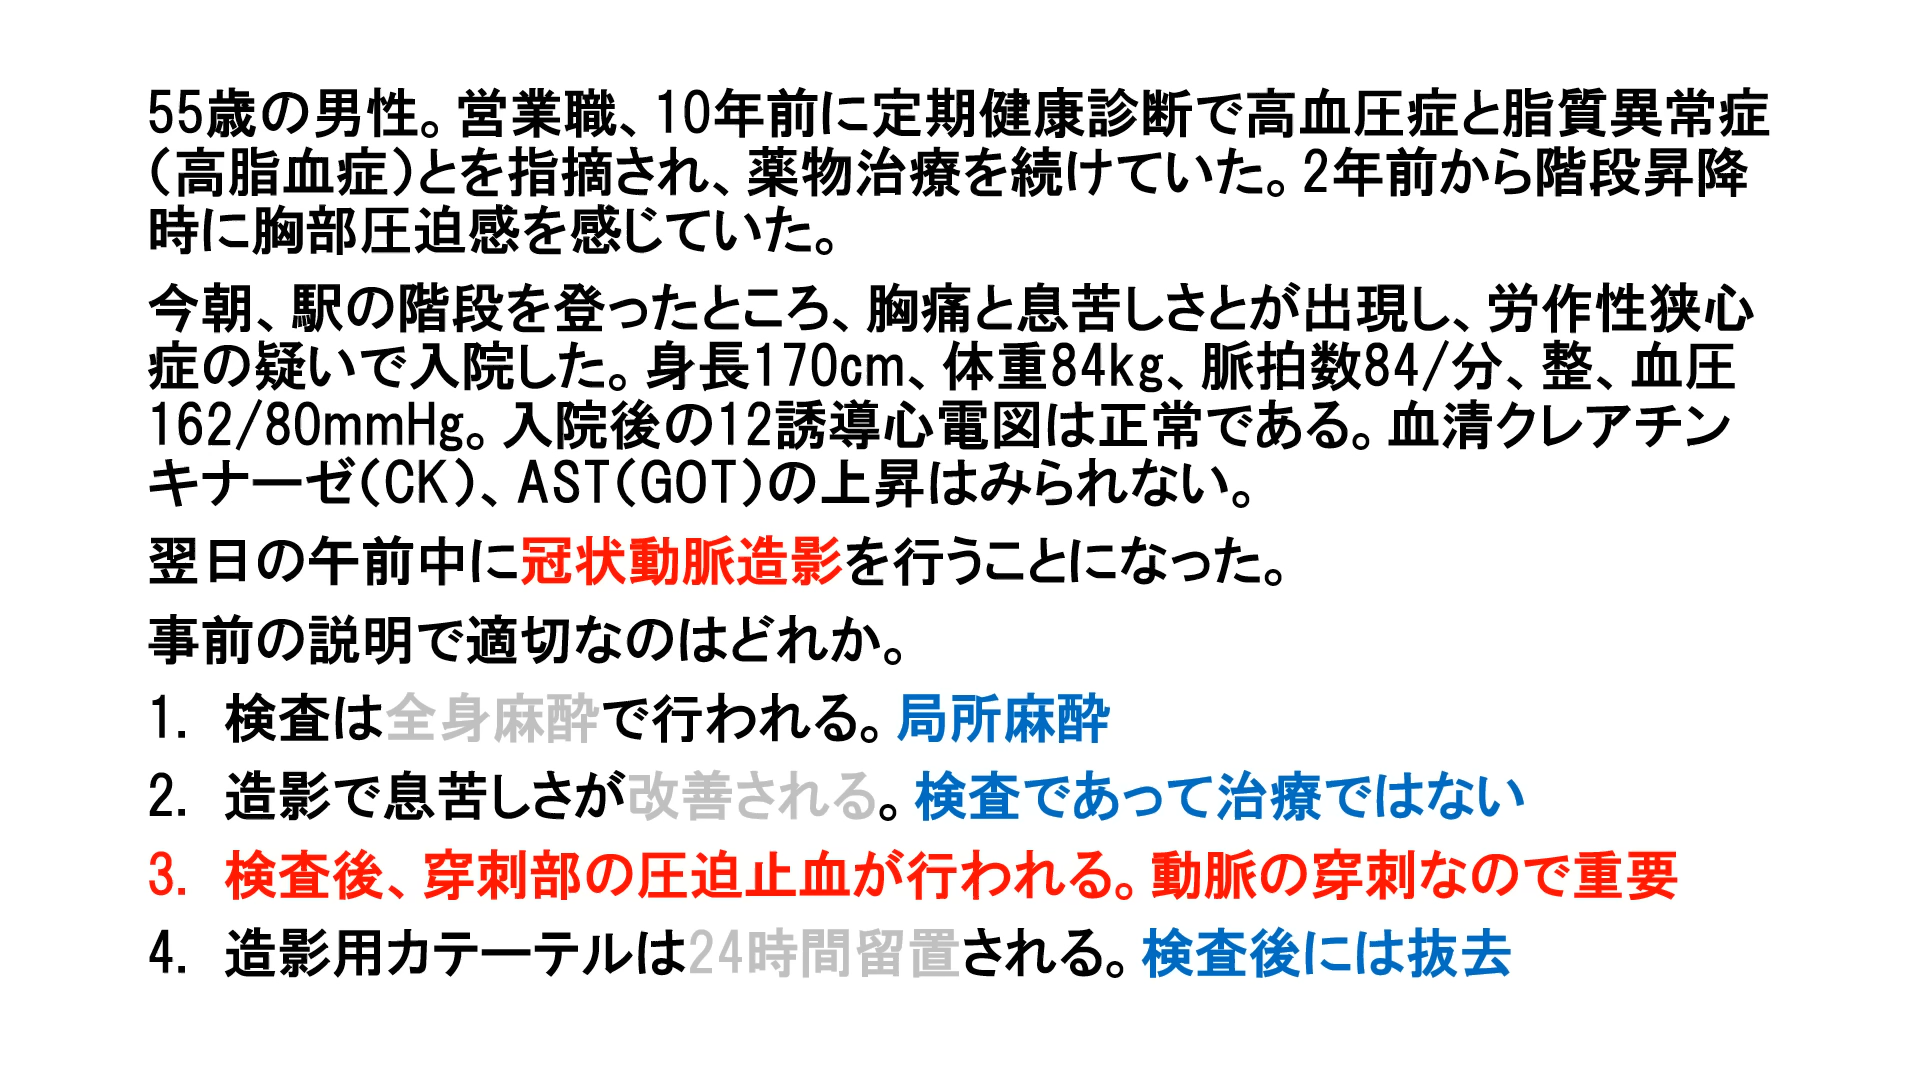 55歳の男性。営業職、10年前に定期健康診断で高血圧症と脂質異常症
（高脂血症）とを指摘され、薬物治療を続けていた。2年前から階段昇降
時に胸部圧迫感を感じていた。
今朝、駅の階段を登ったところ、胸痛と息苦しさとが出現し、労作性狭心
症の疑いで入院した。身長170cm、体重84kg、脈拍数84/分、整、血圧
162/80mmHg。入院後の12誘導心電図は正常である。血清クレアチン
キナーゼ（CK）、AST（GOT）の上昇はみられない。
翌日の午前中に冠状動脈造影を行うことになった。
事前の説明で適切なのはどれか。
1. 検査は全身麻酔で行われる。局所麻酔
2. 造影で息苦しさが改善される。検査であって治療ではない
3. 検査後、穿刺部の圧迫止血が行われる。動脈の穿刺なので重要
4. 造影用カテーテルは24時間留置される。検査後には抜去